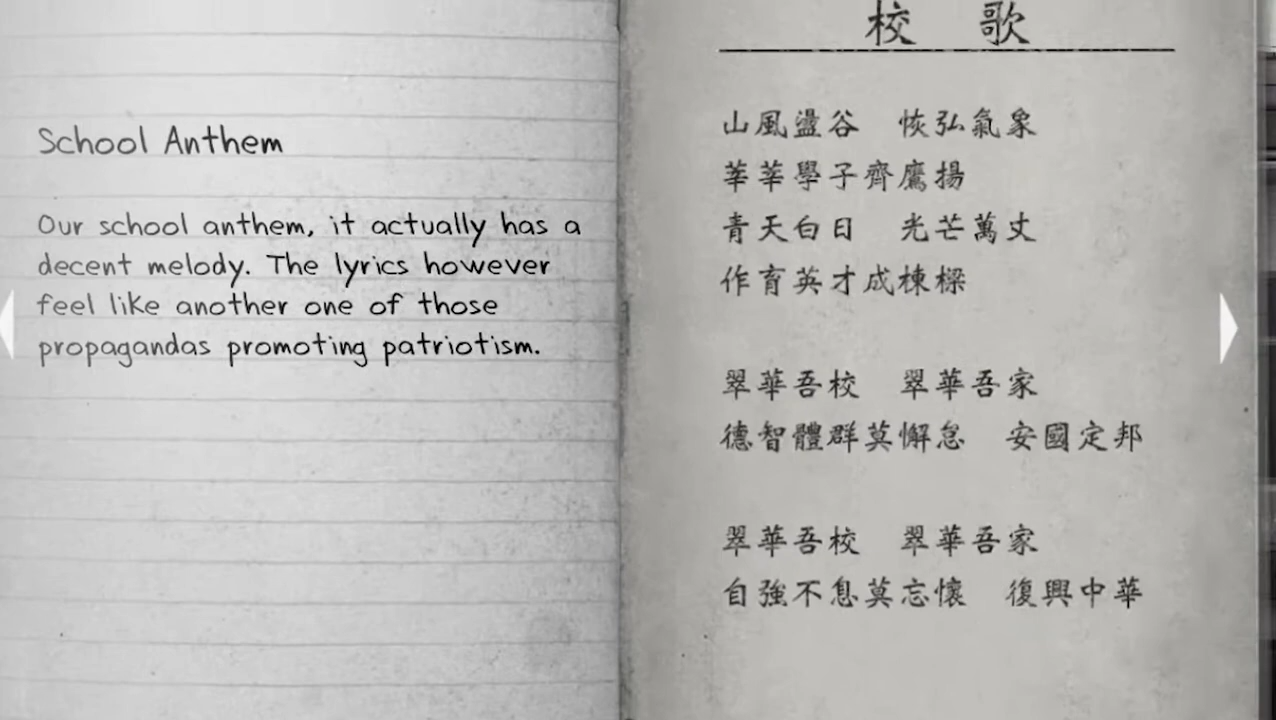 School Anthem
Our school anthem, it actually has a
decent melody. The lyrics however
feel like another one of those
propagandas promoting patriotism.
校 歌
山風盪谷 恢弘氣象
莘莘學子齊鷹揚
青天白日 光芒萬丈
作育英才成棟樑
翠華吾校 翠華吾家
德智體群莫懈怠 安國定邦
翠華吾校 翠華吾家
自強不息莫忘懷 復興中華